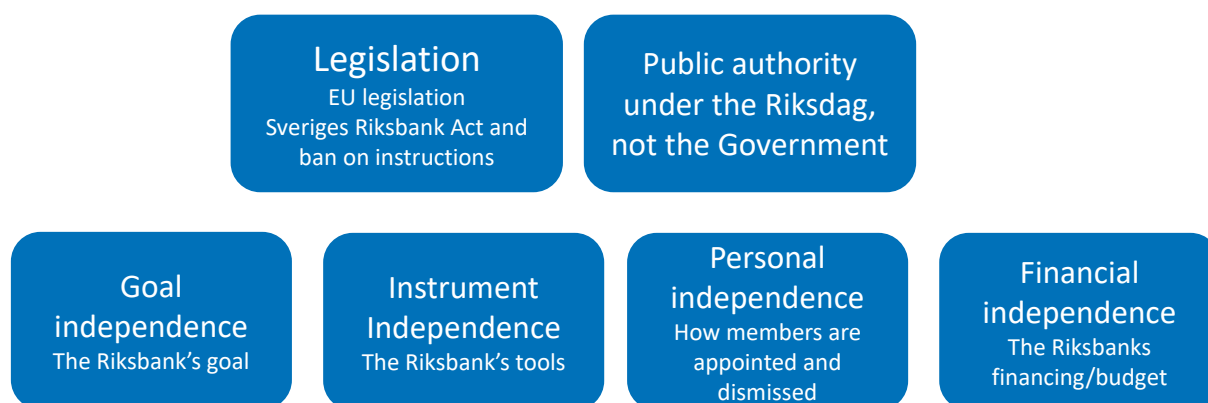 Legislation
EU legislation
Sveriges Riksbank Act and
ban on instructions
Public authority
under the Riksdag,
not the Government
Goal
independence
The Riksbank's goal
Instrument
Independence
The Riksbank's tools
Personal
independence
How members are
appointed and
dismissed
Financial
independence
The Riksbanks
financing/budget